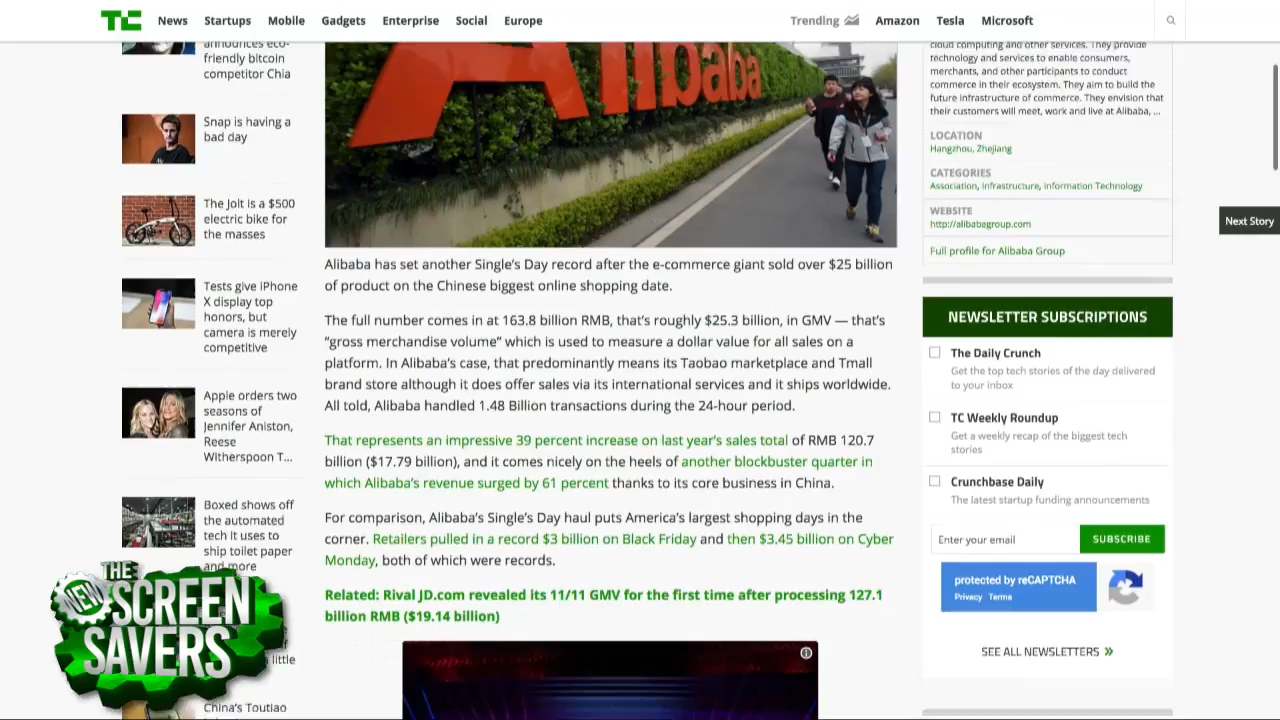 TC
News
Startups
Mobile
Gadgets
Enterprise
Social
Europe
Trending
Amazon
Tesla
Microsoft
announces eco-
friendly bitcoin
competitor Chia
Snap is having a
bad day
The Jolt is a $500
electric bike for
the masses
Tests give iPhone
X display top
honors, but
camera is merely
competitive
Apple orders two
seasons of
Jennifer Aniston,
Reese
Witherspoon T...
Boxed shows off
the automated
tech it uses to
ship toilet paper
and more
a little
China's Toutiao
Alibaba
Alibaba has set another Single's Day record after the e-commerce giant sold over $25 billion
of product on the Chinese biggest online shopping date.
The full number comes in at 163.8 billion RMB, that's roughly $25.3 billion, in GMV — that's
"gross merchandise volume" which is used to measure a dollar value for all sales on a
platform. In Alibaba's case, that predominantly means its Taobao marketplace and Tmall
brand store although it does offer sales via its international services and it ships worldwide.
All told, Alibaba handled 1.48 Billion transactions during the 24-hour period.
That represents an impressive 39 percent increase on last year's sales total of RMB 120.7
billion ($17.79 billion), and it comes nicely on the heels of another blockbuster quarter in
which Alibaba's revenue surged by 61 percent thanks to its core business in China.
For comparison, Alibaba's Single's Day haul puts America's largest shopping days in the
corner. Retailers pulled in a record $3 billion on Black Friday and then $3.45 billion on Cyber
Monday, both of which were records.
Related: Rival JD.com revealed its 11/11 GMV for the first time after processing 127.1
billion RMB ($19.14 billion)
cloud computing and other services. They provide
technology and services to enable consumers,
merchants, and other participants to conduct
commerce in their ecosystem. They aim to build the
future infrastructure of commerce. They envision that
their customers will meet, work and live at Alibaba, ...
LOCATION
Hangzhou, Zhejiang
CATEGORIES
Association, Infrastructure, Information Technology
WEBSITE
http://alibabagroup.com
Full profile for Alibaba Group
Next Story
NEWSLETTER SUBSCRIPTIONS
The Daily Crunch
Get the top tech stories of the day delivered
to your inbox
TC Weekly Roundup
Get a weekly recap of the biggest tech
stories
Crunchbase Daily
The latest startup funding announcements
Enter your email
SUBSCRIBE
protected by reCAPTCHA
Privacy Terms
SEE ALL NEWSLETTERS »
THE
NEW
SCREEN
SAVERS